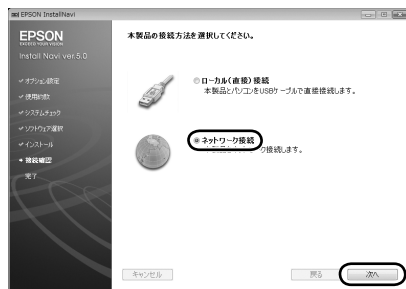 EPSON InstallNavi
EPSON
EXCEED YOUR VISION
Install Navi ver.5.0
オプション設定
使用許諾
システムチェック
ソフトウェア選択
インストール
接続確認
完了
本製品の接続方法を選択してください。
ローカル(直接)接続
本製品とパソコンをUSBケーブルで直接接続します。
ネットワーク接続
ク接続します。
キャンセル
戻る
次へ